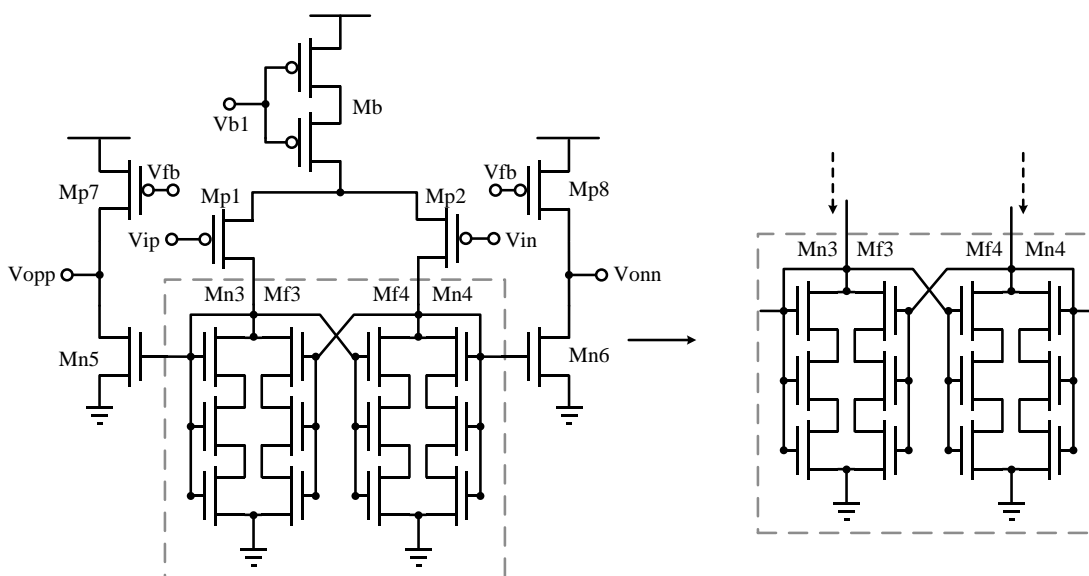 Mb
Vb1
Vfb
Vfb
Mp7
Mp1
Mp2
Mp8
Vip
Vin
Vopp
Vonn
Mn3
Mf3
Mf4
Mn4
Mn5
Mn6
Mn3
Mf3
Mf4
Mn4